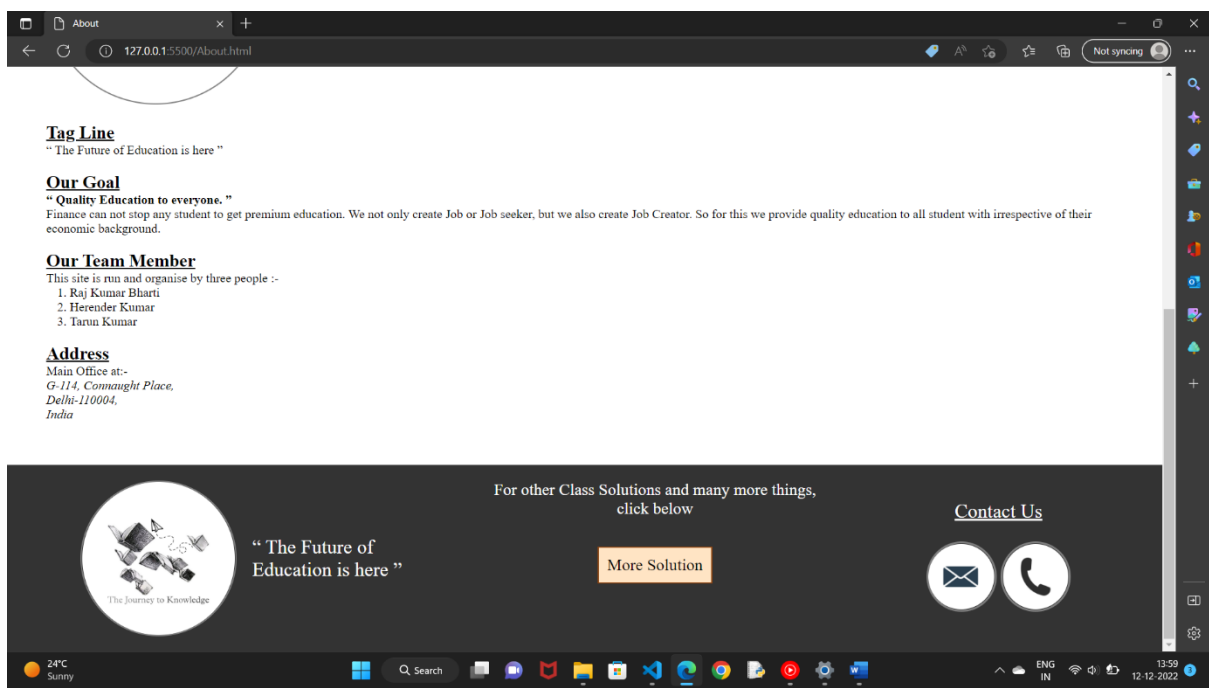 About
127.0.0.1:5500/About.html
Not syncing
Tag Line
“ The Future of Education is here ”
Our Goal
“ Quality Education to everyone. ”
Finance can not stop any student to get premium education. We not only create Job or Job seeker, but we also create Job Creator. So for this we provide quality education to all student with irrespective of their
economic background.
Our Team Member
This site is run and organise by three people :-
1. Raj Kumar Bharti
2. Herender Kumar
3. Tarun Kumar
Address
Main Office at:-
G-114, Connaught Place,
Delhi-110004,
India
For other Class Solutions and many more things,
click below
More Solution
Contact Us
“ The Future of
Education is here ”
The Journey to Knowledge
24°C
Sunny
Search
ENG
IN
13:59
12-12-2022
3